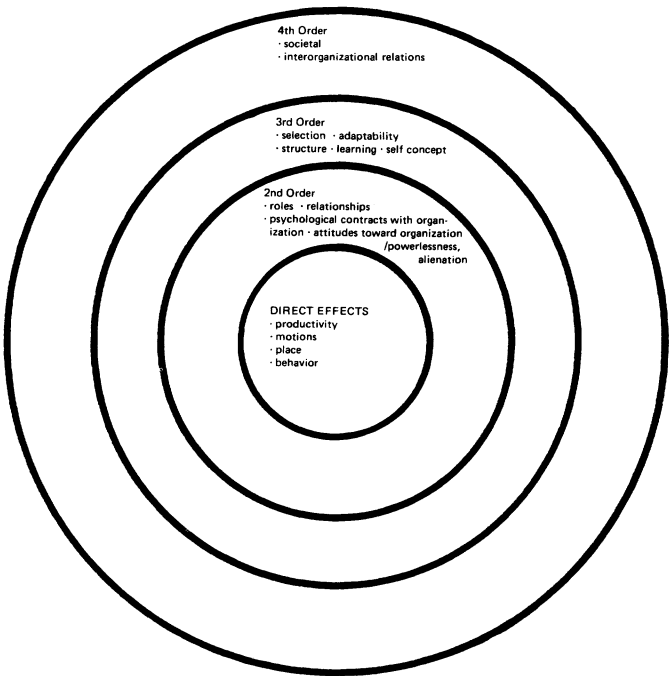 4th Order
· societal
· interorganizational relations
3rd Order
· selection · adaptability
· structure · learning · self concept
2nd Order
· roles · relationships
· psychological contracts with organ-
ization · attitudes toward organization
/powerlessness,
alienation
DIRECT EFFECTS
· productivity
· motions
· place
· behavior